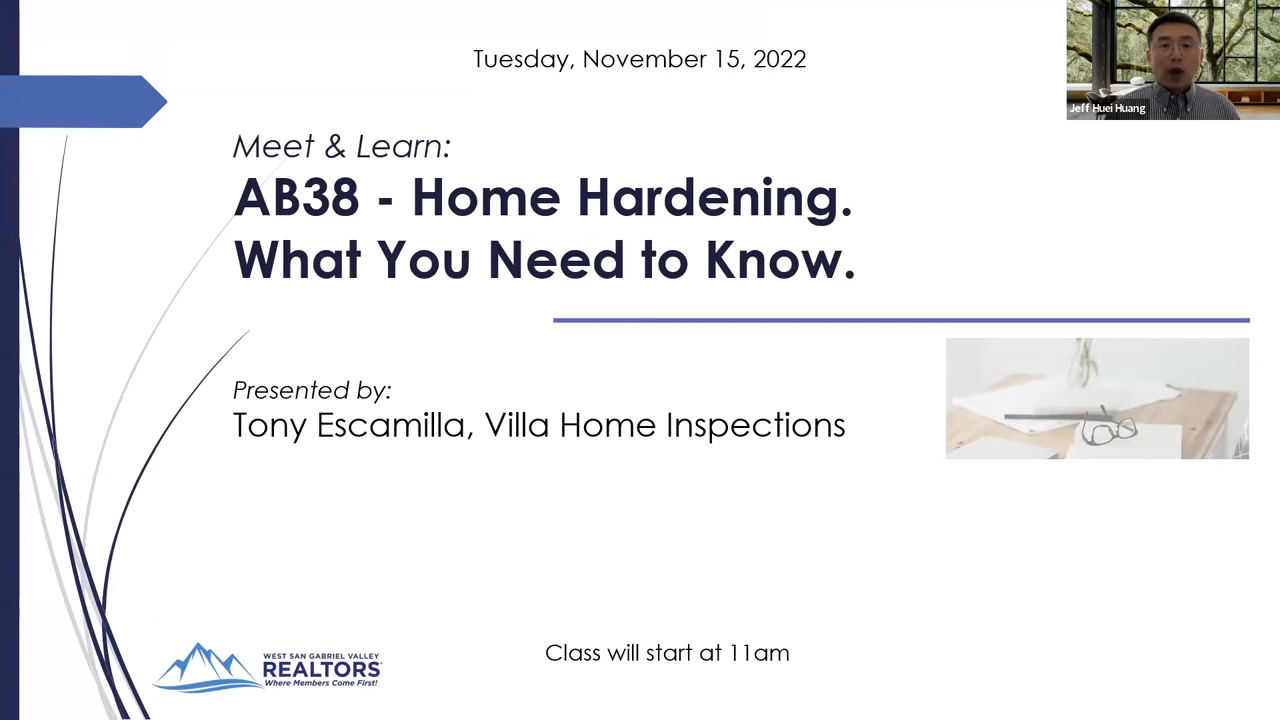 Tuesday, November 15, 2022
Jeff Huei Huang
Meet & Learn:
AB38 - Home Hardening.
What You Need to Know.
Presented by:
Tony Escamilla, Villa Home Inspections
WEST SAN GABRIEL VALLEY
REALTORS
Where Members Come First!
Class will start at 11am